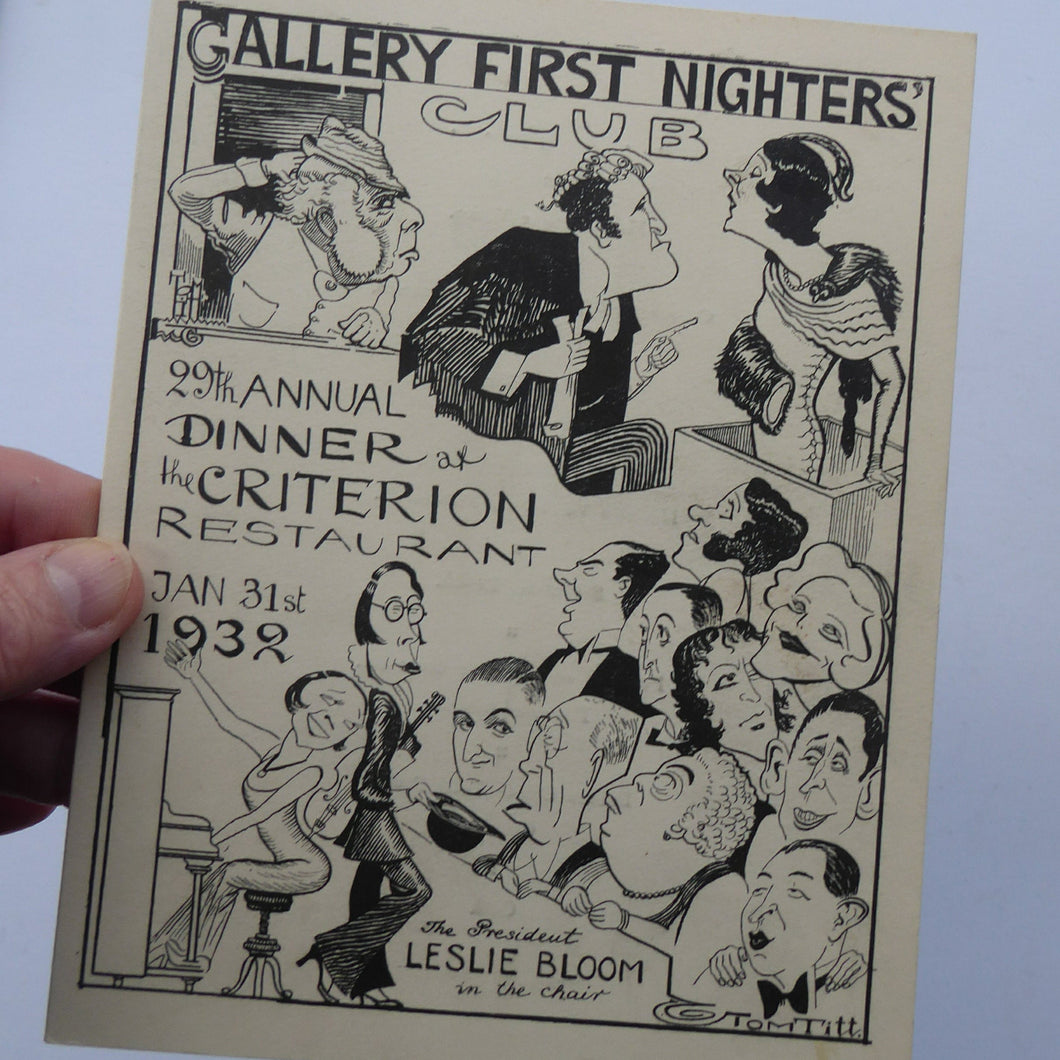 GALLERY FIRST NIGHTERS'
CLUB
29th ANNUAL
DINNER at
the CRITERION
RESTAURANT
JAN 31st
1932
The President
LESLIE BLOOM
in the chair
TOM TITT.